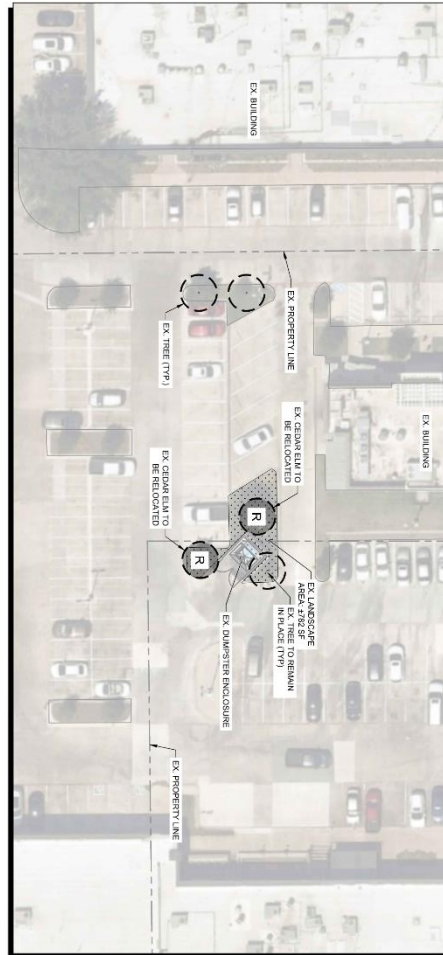 EX. BUILDING
EX. PROPERTY LINE
EX. TREE (TYP.)
EX. BUILDING
EX. CEDAR ELM TO
BE RELOCATED
EX. CEDAR ELM TO
BE RELOCATED
R
R
EX. LANDSCAPE
AREA: ±782 SF
EX. TREE TO REMAIN
IN PLACE (TYP)
EX. DUMPSTER ENCLOSURE
EX. PROPERTY LINE